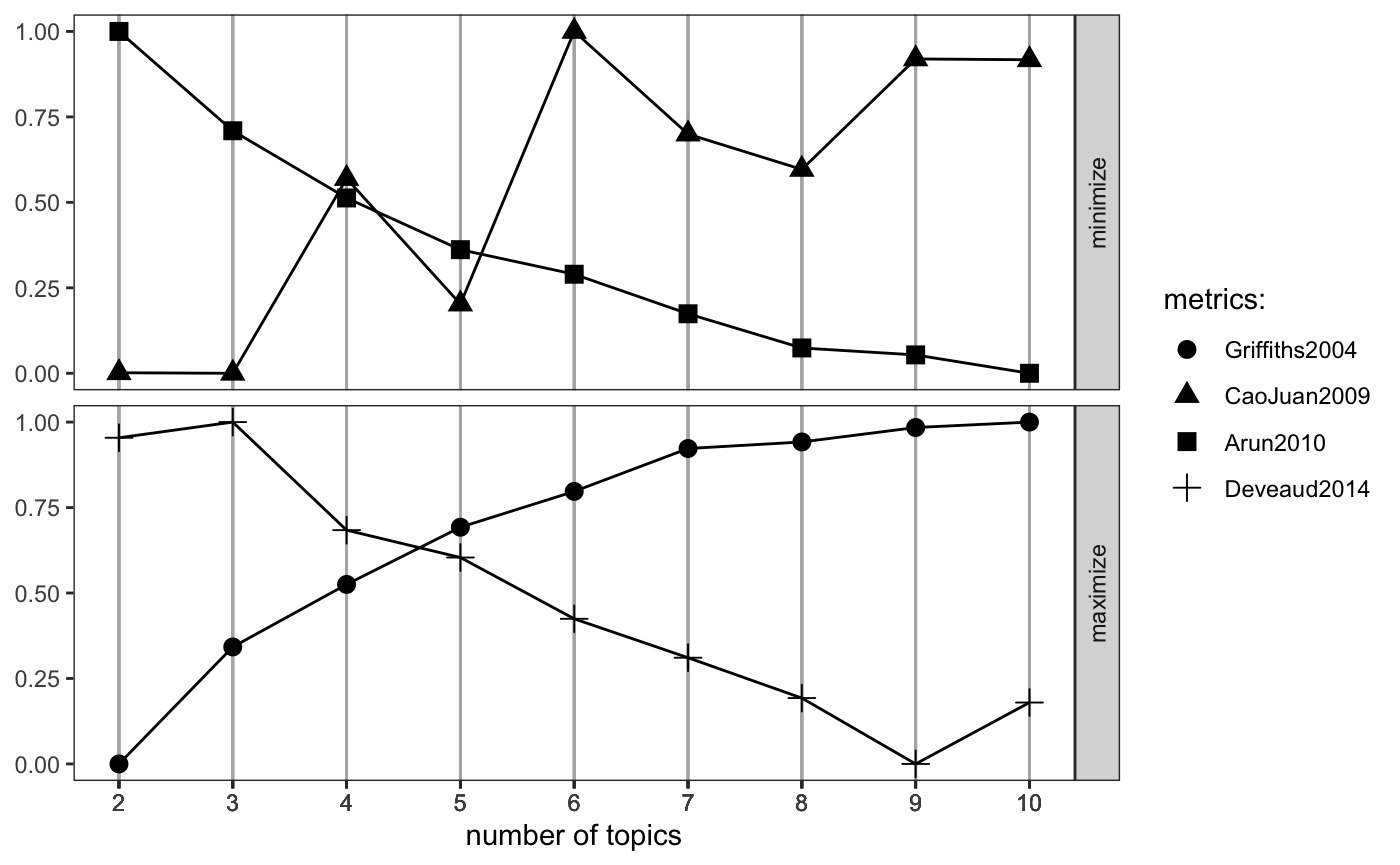 1.00
0.75
0.50
0.25
0.00
minimize
1.00
0.75
0.50
0.25
0.00
maximize
2 3 4 5 6 7 8 9 10
number of topics
metrics:
Griffiths2004
CaoJuan2009
Arun2010
Deveaud2014